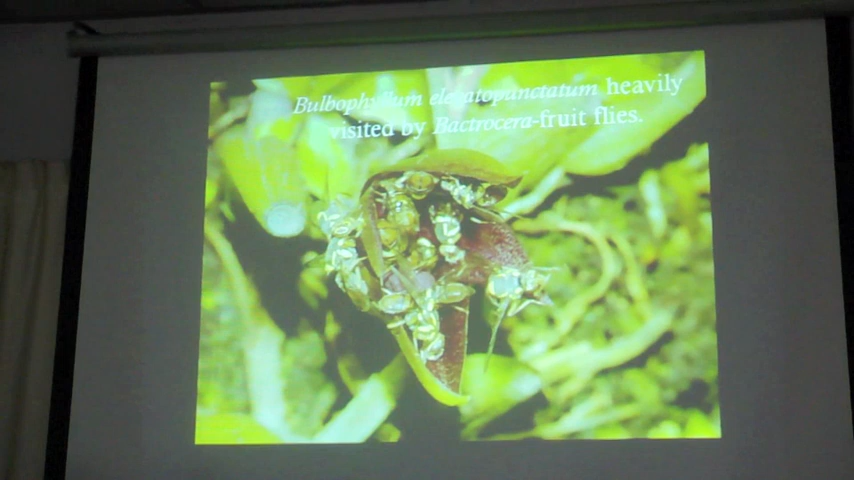 Bulbophyllum elevatopunctatum heavily
visited by Bactrocera-fruit flies.